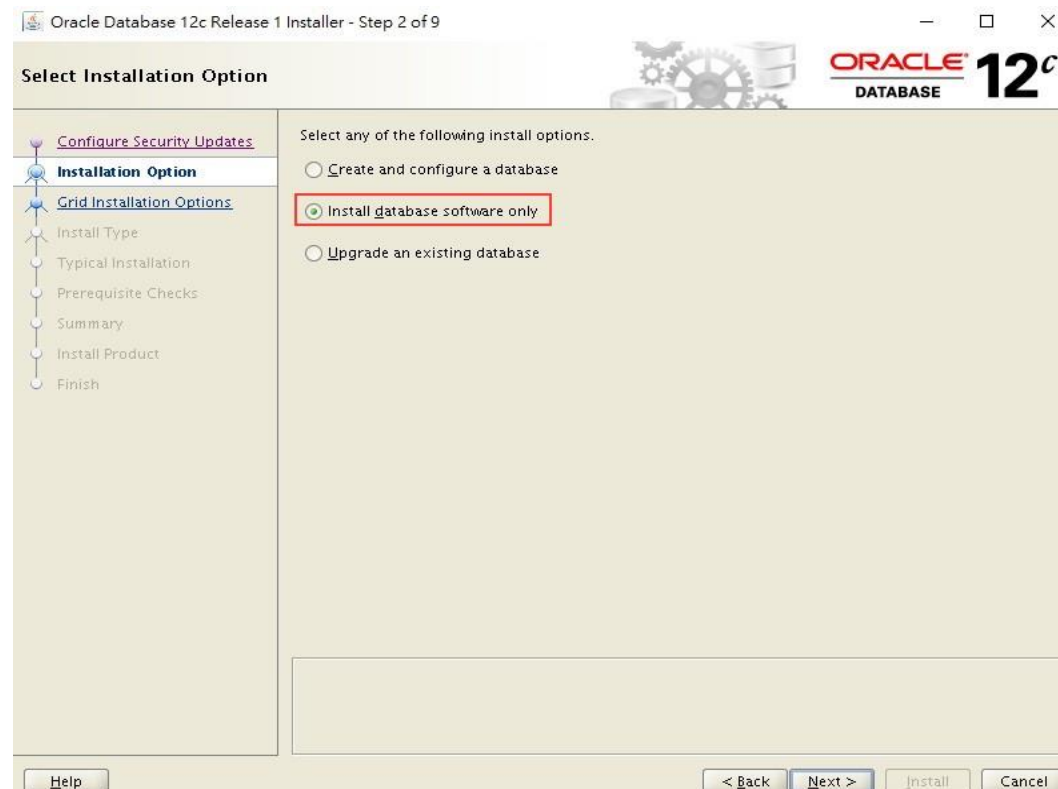 Oracle Database 12c Release 1 Installer - Step 2 of 9
Select Installation Option
ORACLE
DATABASE
12c
Configure Security Updates
Installation Option
Grid Installation Options
Install Type
Typical Installation
Prerequisite Checks
Summary
Install Product
Finish
Select any of the following install options.
Create and configure a database
Install database software only
Upgrade an existing database
Help
< Back
Next >
Install
Cancel